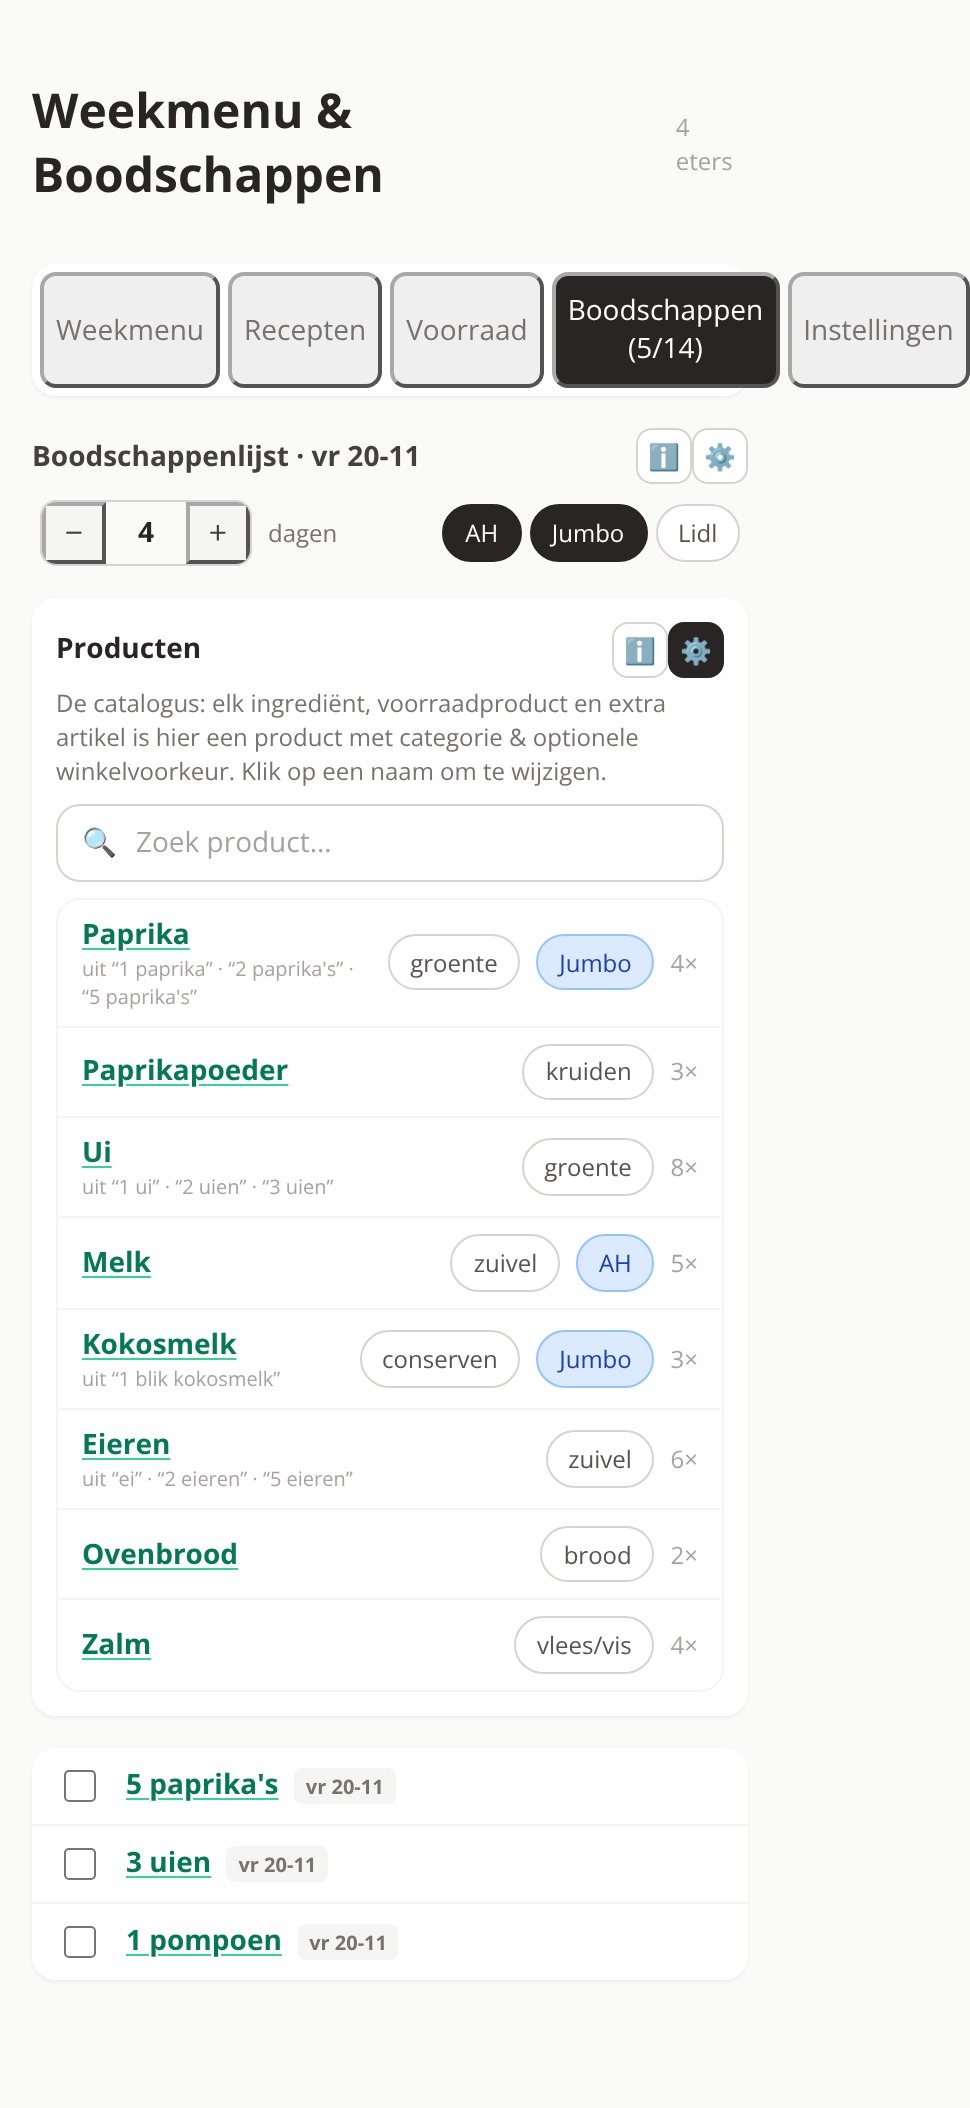 Weekmenu &
Boodschappen
4
eters
Weekmenu
Recepten
Voorraad
Boodschappen
(5/14)
Instellingen
Boodschappenlijst · vr 20-11
ℹ️ ⚙️
− 4 + dagen
AH Jumbo Lidl
Producten
ℹ️ ⚙️
De catalogus: elk ingrediënt, voorraadproduct en extra
artikel is hier een product met categorie & optionele
winkelvoorkeur. Klik op een naam om te wijzigen.
🔍 Zoek product...
Paprika
uit “1 paprika” · “2 paprika's” ·
“5 paprika's”
groente Jumbo 4×
Paprikapoeder kruiden 3×
Ui
uit “1 ui” · “2 uien” · “3 uien”
groente 8×
Melk zuivel AH 5×
Kokosmelk
uit “1 blik kokosmelk”
conserven Jumbo 3×
Eieren
uit “ei” · “2 eieren” · “5 eieren”
zuivel 6×
Ovenbrood brood 2×
Zalm vlees/vis 4×
5 paprika's vr 20-11
3 uien vr 20-11
1 pompoen vr 20-11